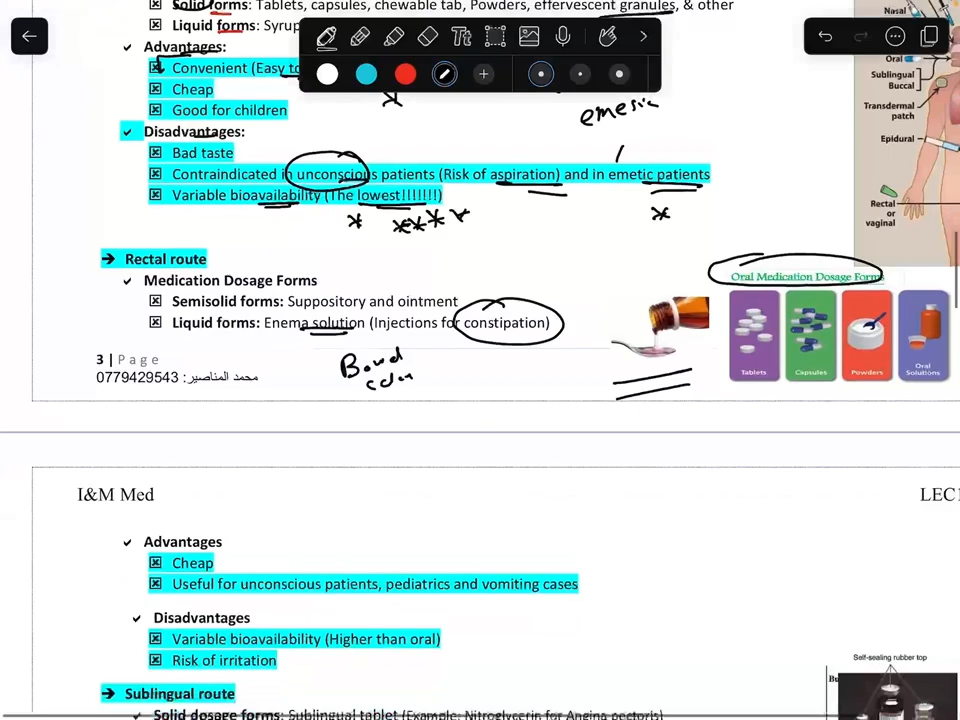 Solid forms: Tablets, capsules, chewable tab, Powders, effervescent granules, & other
Liquid forms: Syrup
Advantages:
Convenient (Easy to
Cheap
Good for children
emesis
Disadvantages:
Bad taste
Contraindicated in unconscious patients (Risk of aspiration) and in emetic patients
Variable bioavailability (The lowest!!!!!!!)
Rectal route
Medication Dosage Forms
Semisolid forms: Suppository and ointment
Liquid forms: Enema solution (Injections for constipation)
3 | Page
محمد المناصير: 0779429543
Tt
Nasal
Oral
Sublingual
Buccal
Transdermal
patch
Epidural
Rectal
or
vaginal
Oral Medication Dosage Forms
Tablets
Capsules
Powders
Oral
Solutions
I&M Med
LEC1
Advantages
Cheap
Useful for unconscious patients, pediatrics and vomiting cases
Disadvantages
Variable bioavailability (Higher than oral)
Risk of irritation
Sublingual route
Solid dosage forms: Sublingual tablet (Example: Nitroglycerin for Angina pectoris)
Self-sealing rubber top